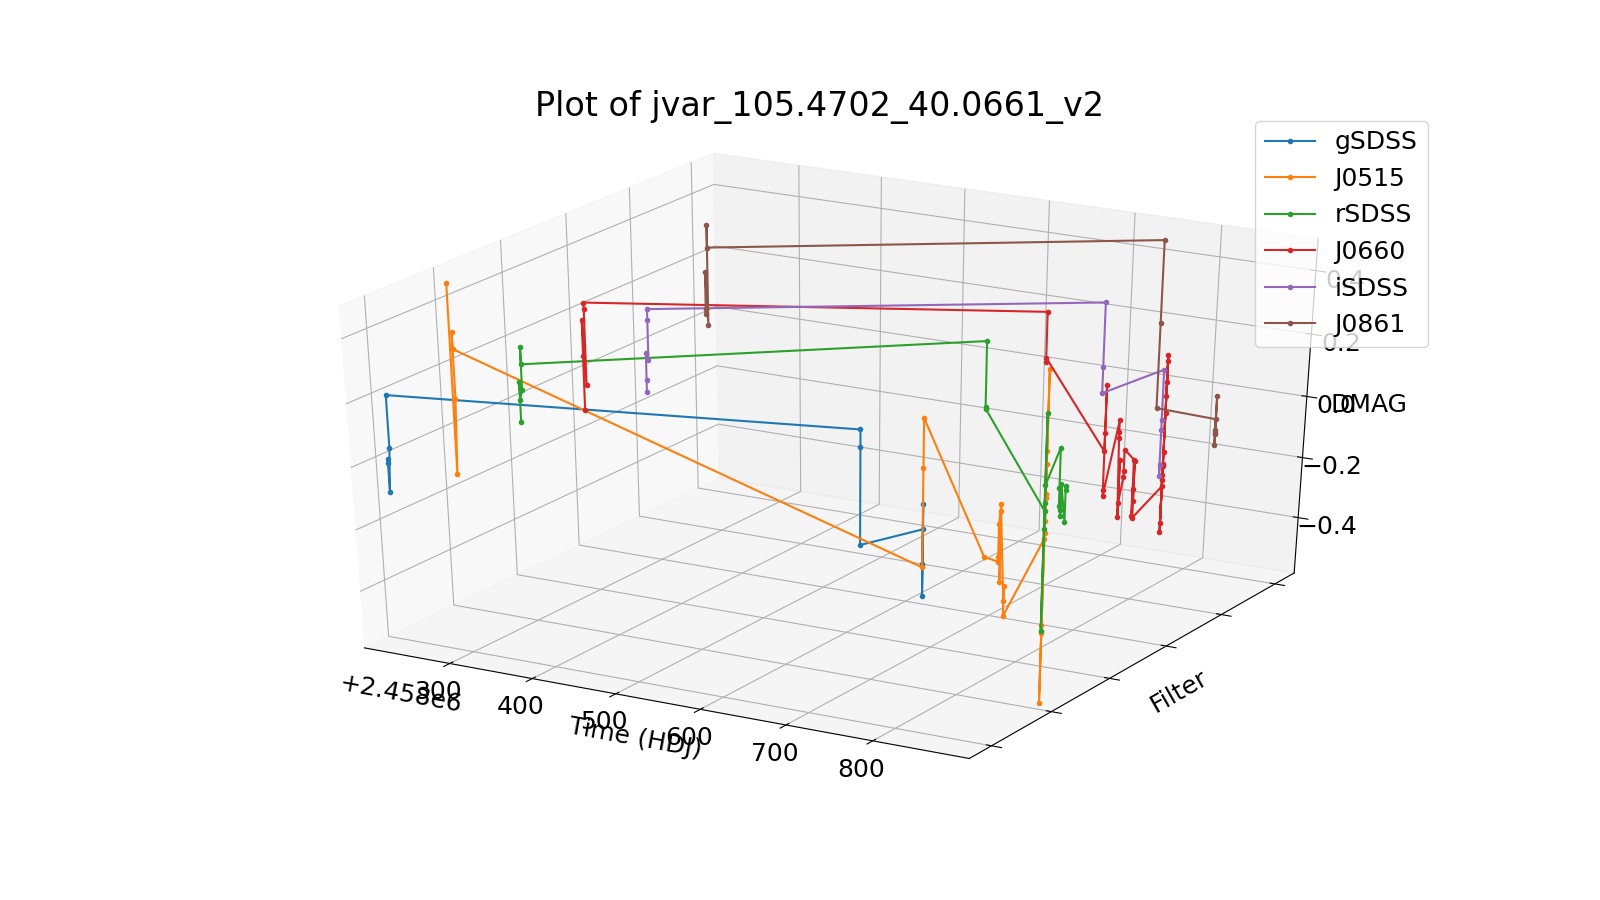 Plot of jvar_105.4702_40.0661_v2
gSDSS
J0515
rSDSS
J0660
iSDSS
J0861
0.4
0.2
0.0
DMAG
−0.2
−0.4
Filter
+2.458e6
300
400
500
600
700
800
Time (HDJ)